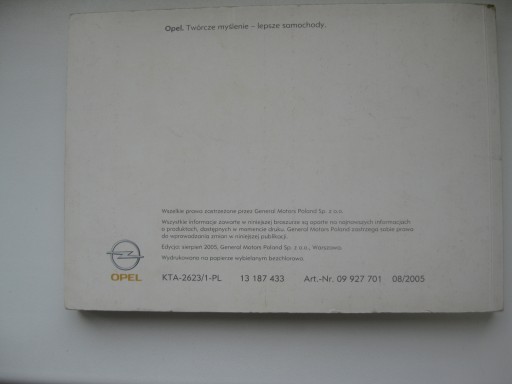 Opel. Twórcze myślenie – lepsze samochody.
Wszelkie prawa zastrzeżone przez General Motors Poland Sp. z o.o.
Wszystkie informacje zawarte w niniejszej broszurze są oparte na najnowszych informacjach
o produktach, dostępnych w momencie druku. General Motors Poland zastrzega sobie prawo
do wprowadzania zmian w niniejszej publikacji.
Edycja: sierpień 2005, General Motors Poland Sp. z o.o., Warszawa.
Wydrukowano na papierze wybielanym bezchlorowo.
OPEL
KTA-2623/1-PL 13 187 433 Art.-Nr. 09 927 701 08/2005